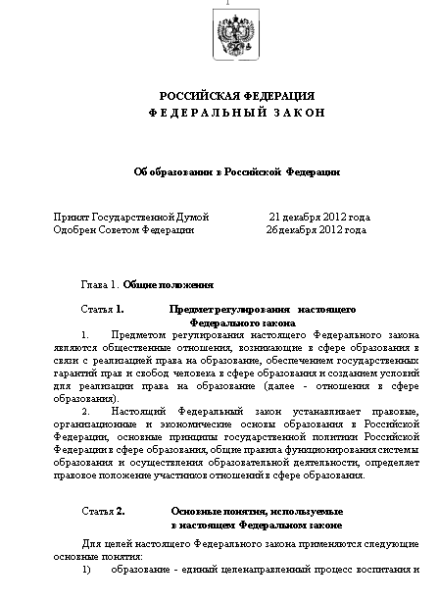 1
РОССИЙСКАЯ ФЕДЕРАЦИЯ
ФЕДЕРАЛЬНЫЙ ЗАКОН
Об образовании в Российской Федерации
Принят Государственной Думой 21 декабря 2012 года
Одобрен Советом Федерации 26 декабря 2012 года
Глава 1. Общие положения
Статья 1. Предмет регулирования настоящего
Федерального закона
1. Предметом регулирования настоящего Федерального закона
являются общественные отношения, возникающие в сфере образования в
связи с реализацией права на образование, обеспечением государственных
гарантий прав и свобод человека в сфере образования и созданием условий
для реализации права на образование (далее - отношения в сфере
образования).
2. Настоящий Федеральный закон устанавливает правовые,
организационные и экономические основы образования в Российской
Федерации, основные принципы государственной политики Российской
Федерации в сфере образования, общие правила функционирования системы
образования и осуществления образовательной деятельности, определяет
правовое положение участников отношений в сфере образования.
Статья 2. Основные понятия, используемые
в настоящем Федеральном законе
Для целей настоящего Федерального закона применяются следующие
основные понятия:
1) образование - единый целенаправленный процесс воспитания и